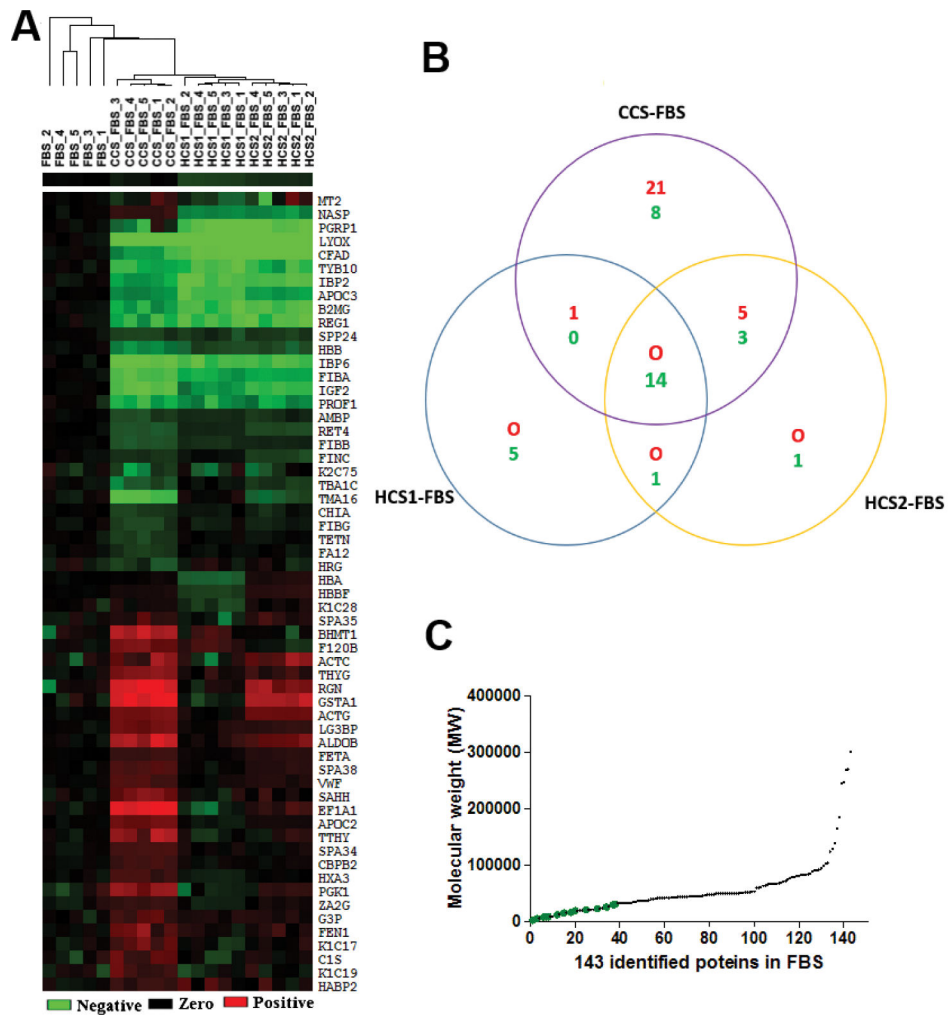 A
FBS_2
FBS_4
FBS_5
FBS_3
FBS_1
CCS_FBS_3
CCS_FBS_4
CCS_FBS_5
CCS_FBS_1
CCS_FBS_2
HCS1_FBS_2
HCS1_FBS_4
HCS1_FBS_5
HCS1_FBS_3
HCS1_FBS_1
HCS2_FBS_4
HCS2_FBS_5
HCS2_FBS_3
HCS2_FBS_1
HCS2_FBS_2
MT2
NASP
PGRP1
LYOX
CFAD
TYB10
IBP2
APOC3
B2MG
REG1
SPP24
HBB
IBP6
FIBA
IGF2
PROF1
AMBP
RET4
FIBB
FINC
K2C75
TBA1C
TMA16
CHIA
FIBG
TETN
FA12
HRG
HBA
HBBF
K1C28
SPA35
BHMT1
F120B
ACTC
THYG
RGN
GSTA1
ACTG
LG3BP
ALDOB
FETA
SPA38
VWF
SAHH
EF1A1
APOC2
TTHY
SPA34
CBPB2
HXA3
PGK1
ZA2G
G3P
FEN1
K1C17
C1S
K1C19
HABP2
Negative Zero Positive
B
CCS-FBS
21
8
1
0
5
3
O
14
O
5
O
1
O
1
HCS1-FBS
HCS2-FBS
C
Molecular weight (MW)
400000
300000
200000
100000
0
0 20 40 60 80 100 120 140
143 identified poteins in FBS